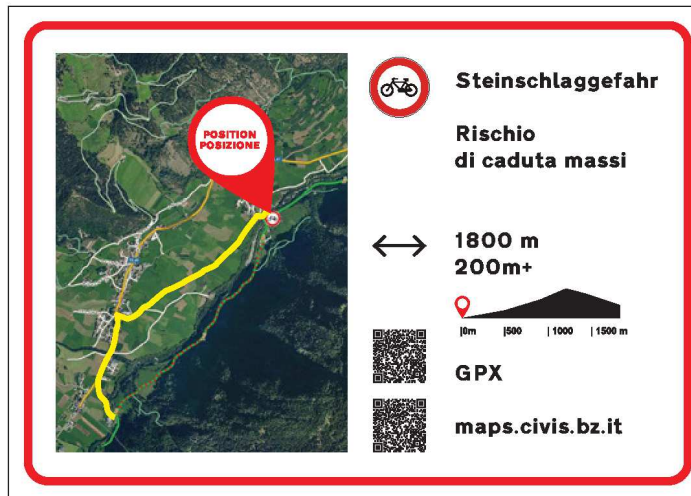 POSITION
POSIZIONE
Steinschlaggefahr
Rischio
di caduta massi
1800 m
200m+
|0m |500 |1000 |1500 m
GPX
maps.civis.bz.it